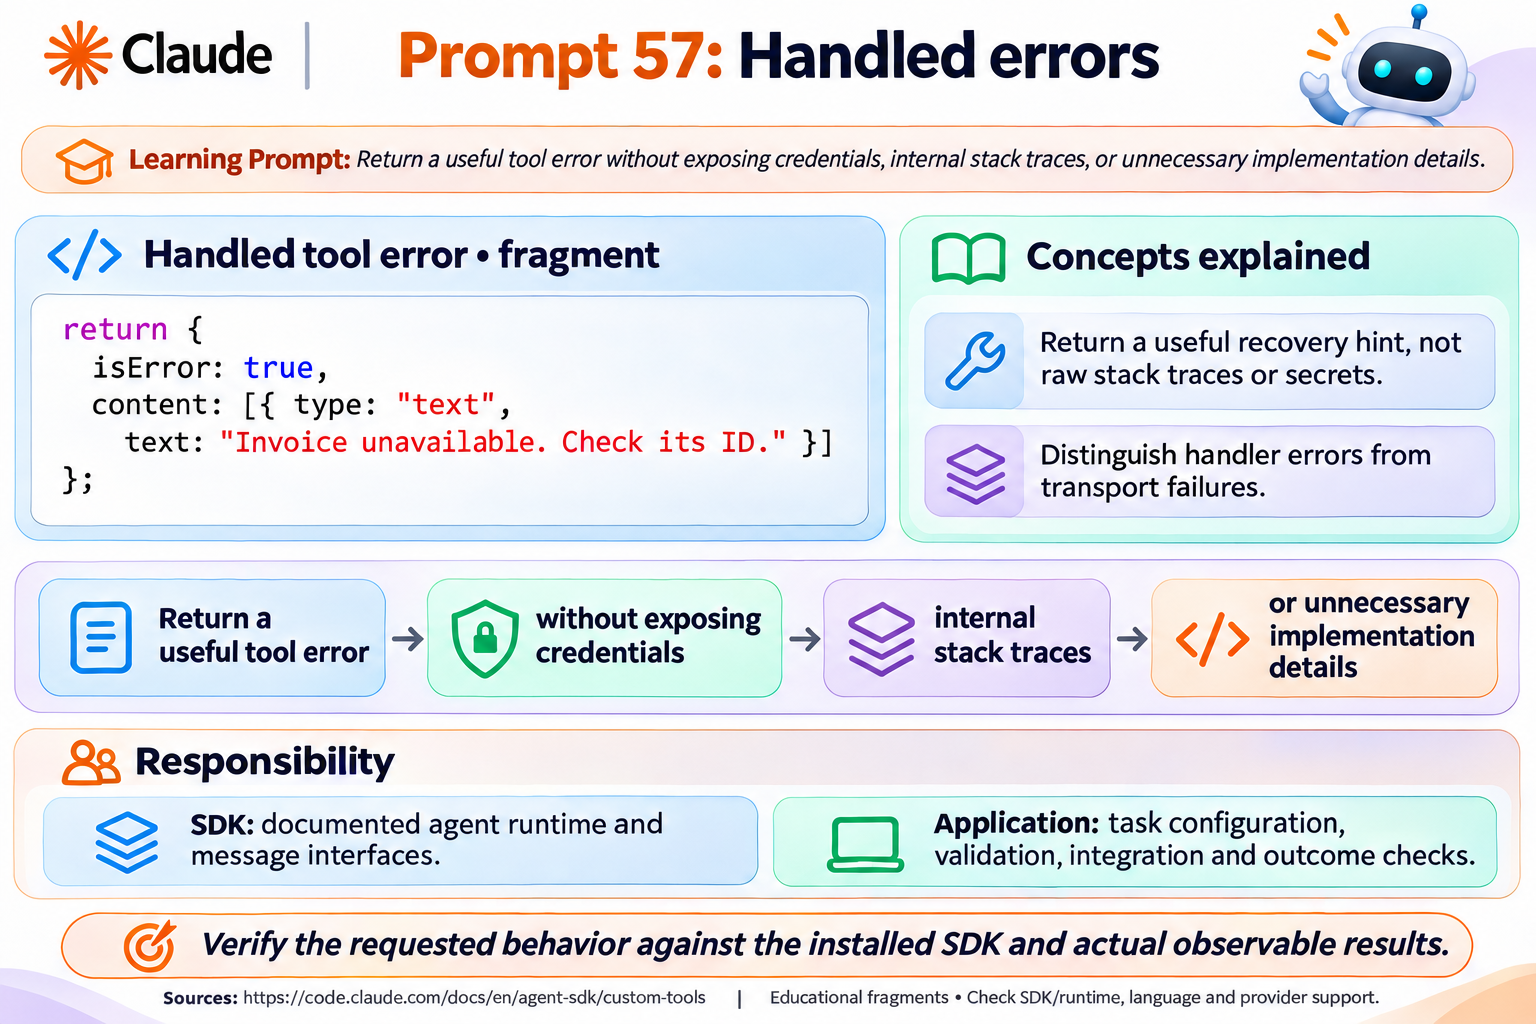 Claude
Prompt 57: Handled errors
Learning Prompt: Return a useful tool error without exposing credentials, internal stack traces, or unnecessary implementation details.
Handled tool error • fragment
return {
  isError: true,
  content: [{ type: "text",
    text: "Invoice unavailable. Check its ID." }]
};
Concepts explained
Return a useful recovery hint, not
raw stack traces or secrets.
Distinguish handler errors from
transport failures.
Return a
useful tool error
without exposing
credentials
internal
stack traces
or unnecessary
implementation
details
Responsibility
SDK: documented agent runtime and
message interfaces.
Application: task configuration,
validation, integration and outcome checks.
Verify the requested behavior against the installed SDK and actual observable results.
Sources: https://code.claude.com/docs/en/agent-sdk/custom-tools | Educational fragments • Check SDK/runtime, language and provider support.